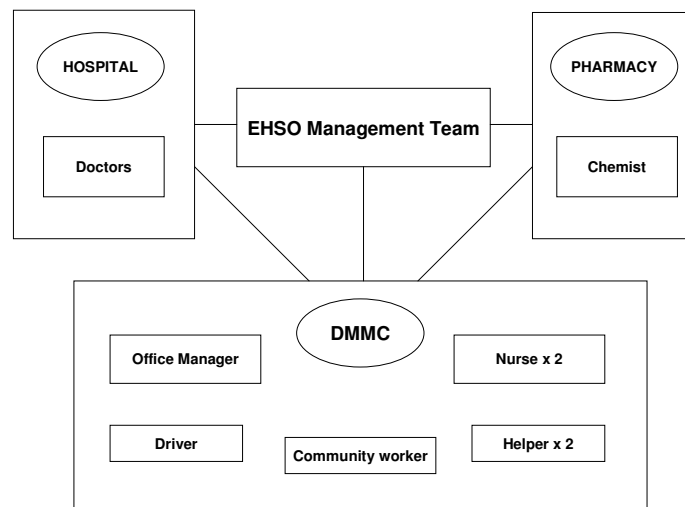 HOSPITAL
PHARMACY
EHSO Management Team
Doctors
Chemist
DMMC
Office Manager
Nurse x 2
Driver
Community worker
Helper x 2